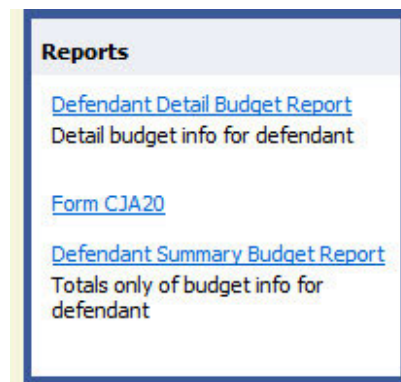 Reports
Defendant Detail Budget Report
Detail budget info for defendant
Form CJA20
Defendant Summary Budget Report
Totals only of budget info for
defendant